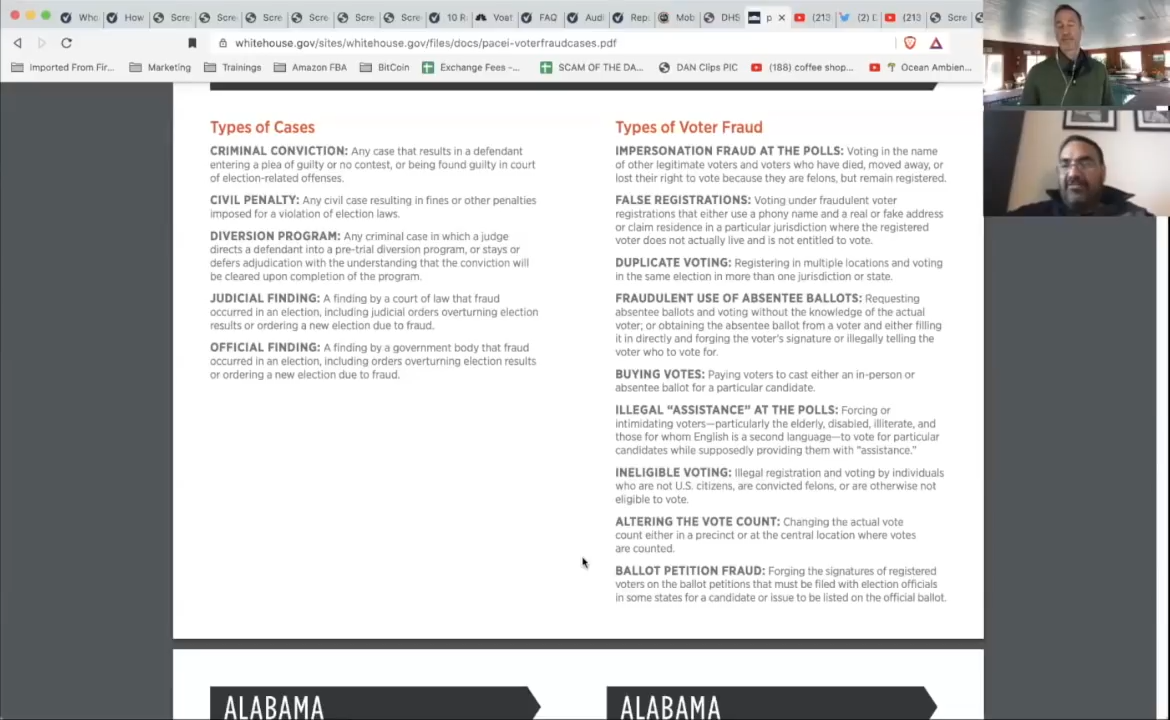 Who
How
Scre
Scre
Scre
Scre
Scre
Scre
10 R
Voat
FAQ
Audi
Rep
Mob
DHS
p
(213
(213
Scre
whitehouse.gov/sites/whitehouse.gov/files/docs/pacei-voterfraudcases.pdf
Imported From Fir...
Marketing
Trainings
Amazon FBA
BitCoin
Exchange Fees –...
SCAM OF THE DA...
DAN Clips PIC
(188) coffee shop...
Ocean Ambien...
Types of Cases
CRIMINAL CONVICTION: Any case that results in a defendant
entering a plea of guilty or no contest, or being found guilty in court
of election-related offenses.
CIVIL PENALTY: Any civil case resulting in fines or other penalties
imposed for a violation of election laws.
DIVERSION PROGRAM: Any criminal case in which a judge
directs a defendant into a pre-trial diversion program, or stays or
defers adjudication with the understanding that the conviction will
be cleared upon completion of the program.
JUDICIAL FINDING: A finding by a court of law that fraud
occurred in an election, including judicial orders overturning election
results or ordering a new election due to fraud.
OFFICIAL FINDING: A finding by a government body that fraud
occurred in an election, including orders overturning election results
or ordering a new election due to fraud.
Types of Voter Fraud
IMPERSONATION FRAUD AT THE POLLS: Voting in the name
of other legitimate voters and voters who have died, moved away, or
lost their right to vote because they are felons, but remain registered.
FALSE REGISTRATIONS: Voting under fraudulent voter
registrations that either use a phony name and a real or fake address
or claim residence in a particular jurisdiction where the registered
voter does not actually live and is not entitled to vote.
DUPLICATE VOTING: Registering in multiple locations and voting
in the same election in more than one jurisdiction or state.
FRAUDULENT USE OF ABSENTEE BALLOTS: Requesting
absentee ballots and voting without the knowledge of the actual
voter; or obtaining the absentee ballot from a voter and either filling
it in directly and forging the voter's signature or illegally telling the
voter who to vote for.
BUYING VOTES: Paying voters to cast either an in-person or
absentee ballot for a particular candidate.
ILLEGAL “ASSISTANCE” AT THE POLLS: Forcing or
intimidating voters—particularly the elderly, disabled, illiterate, and
those for whom English is a second language—to vote for particular
candidates while supposedly providing them with “assistance.”
INELIGIBLE VOTING: Illegal registration and voting by individuals
who are not U.S. citizens, are convicted felons, or are otherwise not
eligible to vote.
ALTERING THE VOTE COUNT: Changing the actual vote
count either in a precinct or at the central location where votes
are counted.
BALLOT PETITION FRAUD: Forging the signatures of registered
voters on the ballot petitions that must be filed with election officials
in some states for a candidate or issue to be listed on the official ballot.
ALABAMA
ALABAMA